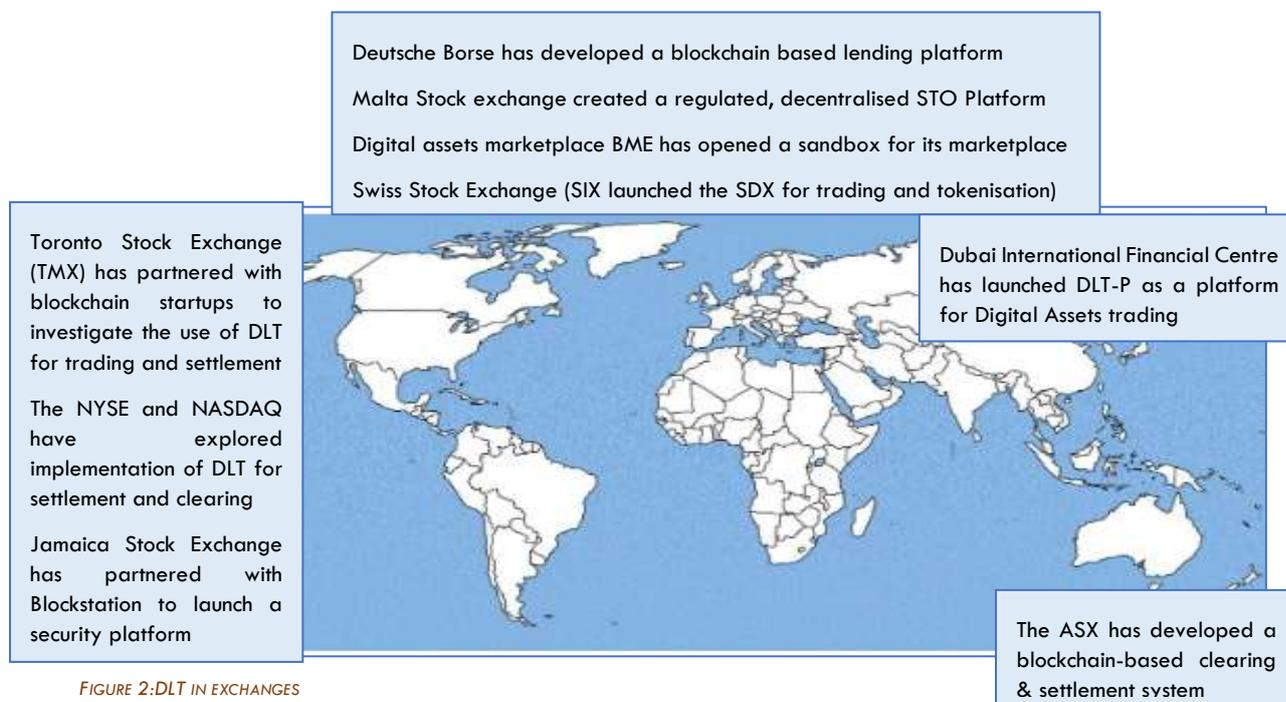 Deutsche Borse has developed a blockchain based lending platform
Malta Stock exchange created a regulated, decentralised STO Platform
Digital assets marketplace BME has opened a sandbox for its marketplace
Swiss Stock Exchange (SIX launched the SDX for trading and tokenisation)
Toronto Stock Exchange
(TMX) has partnered with
blockchain startups to
investigate the use of DLT
for trading and settlement
The NYSE and NASDAQ
have explored
implementation of DLT for
settlement and clearing
Jamaica Stock Exchange
has partnered with
Blockstation to launch a
security platform
Dubai International Financial Centre
has launched DLT-P as a platform
for Digital Assets trading
The ASX has developed a
blockchain-based clearing
& settlement system
FIGURE 2:DLT IN EXCHANGES